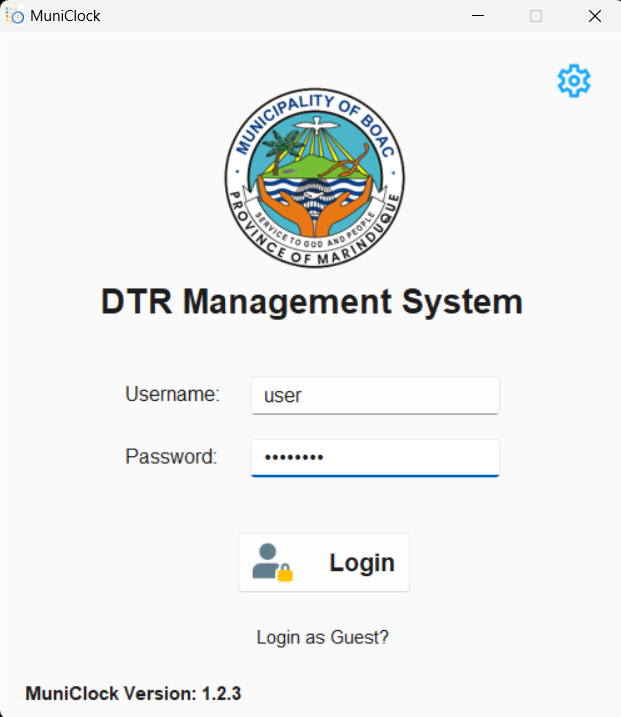 MuniClock
MUNICIPALITY OF BOAC
SERVICE TO GOD AND PEOPLE
PROVINCE OF MARINDUQUE
DTR Management System
Username: user
Password: ••••••••
Login
Login as Guest?
MuniClock Version: 1.2.3